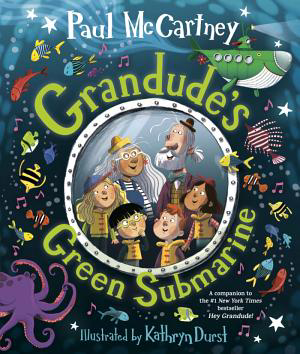 Paul McCartney
Grandude's
Green Submarine
A companion to
the #1 New York Times
bestseller
Hey Grandude!
Illustrated by Kathryn Durst